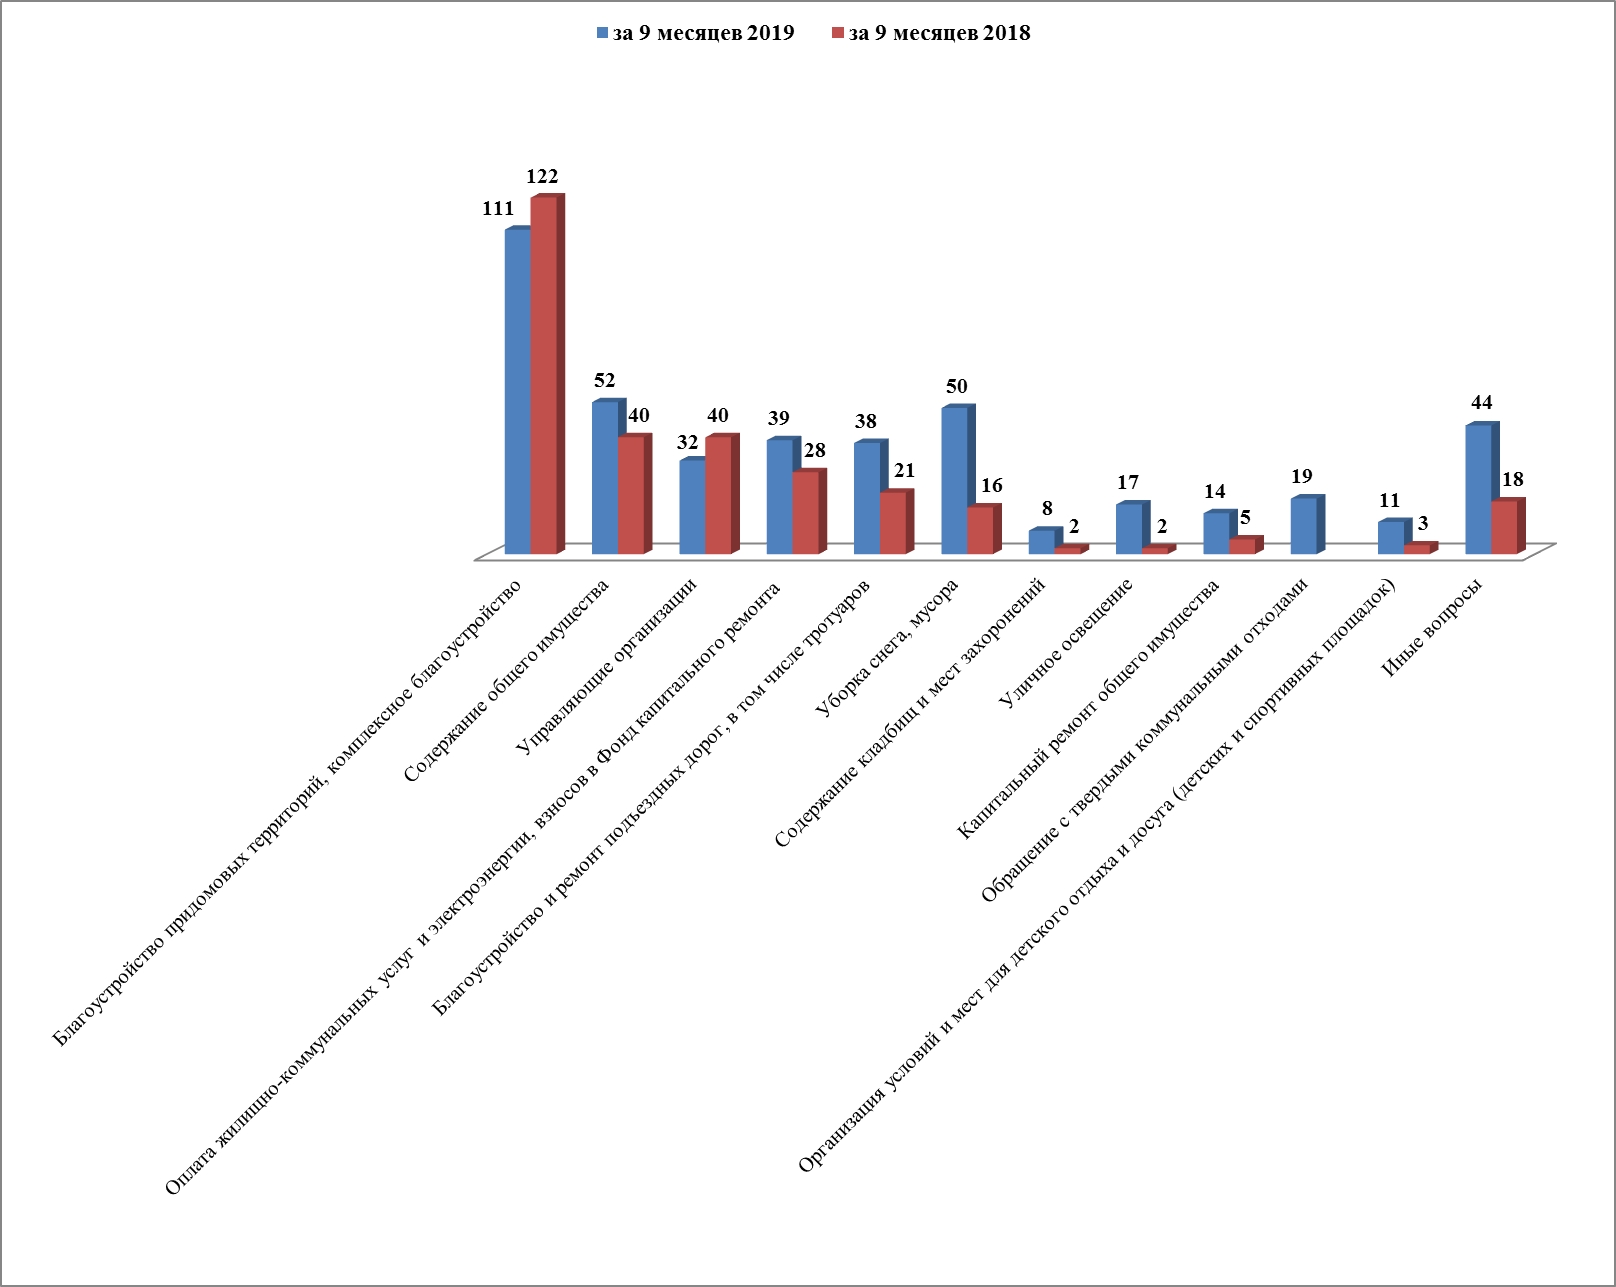 за 9 месяцев 2019
за 9 месяцев 2018
111
122
52
40
32
40
39
28
38
21
50
16
8
2
17
2
14
5
19
11
3
44
18
Благоустройство придомовых территорий, комплексное благоустройство
Содержание общего имущества
Управляющие организации
Оплата жилищно-коммунальных услуг и электроэнергии, взносов в Фонд капитального ремонта
Благоустройство и ремонт подъездных дорог, в том числе тротуаров
Уборка снега, мусора
Содержание кладбищ и мест захоронений
Уличное освещение
Капитальный ремонт общего имущества
Обращение с твердыми коммунальными отходами
Организация условий и мест для детского отдыха и досуга (детских и спортивных площадок)
Иные вопросы